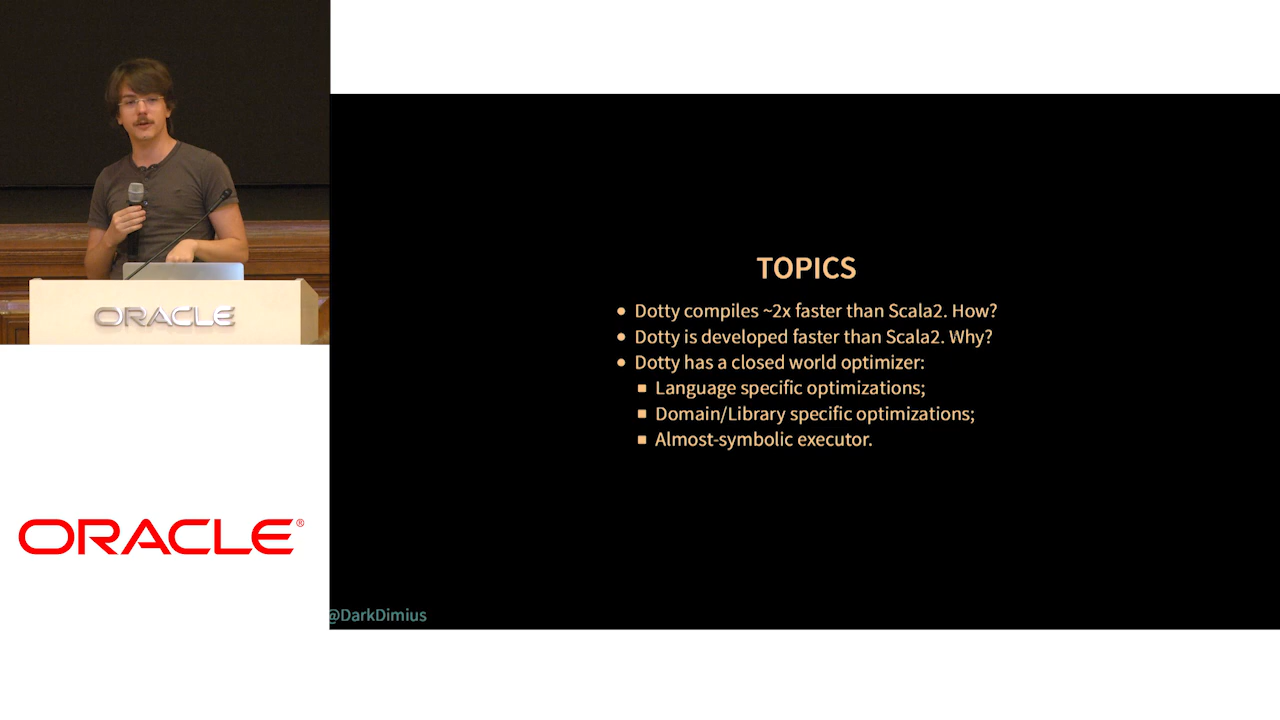 ORACLE
ORACLE®
TOPICS
Dotty compiles ~2x faster than Scala2. How?
Dotty is developed faster than Scala2. Why?
Dotty has a closed world optimizer:
Language specific optimizations;
Domain/Library specific optimizations;
Almost-symbolic executor.
@DarkDimius